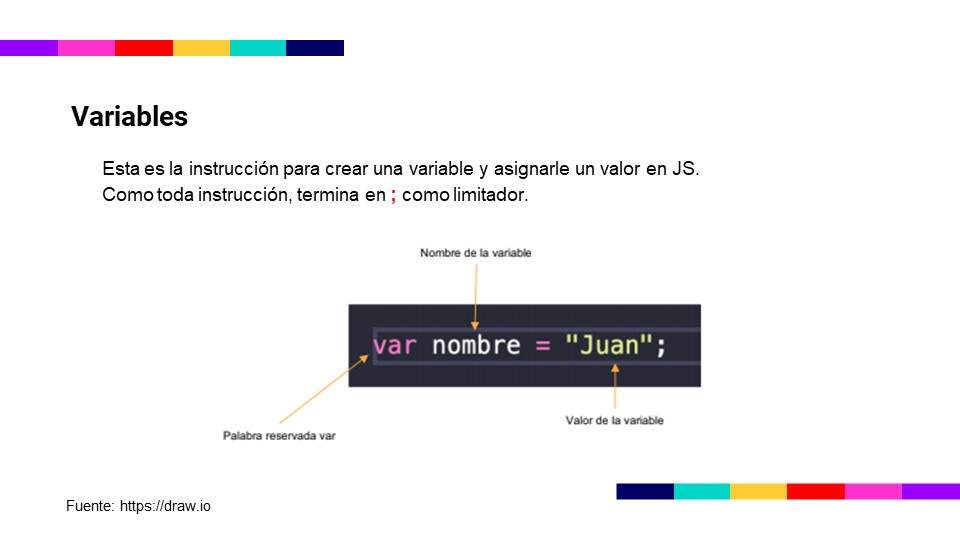 Variables
Esta es la instrucción para crear una variable y asignarle un valor en JS.
Como toda instrucción, termina en ; como limitador.
Nombre de la variable
var nombre = "Juan";
Valor de la variable
Palabra reservada var
Fuente: https://draw.io